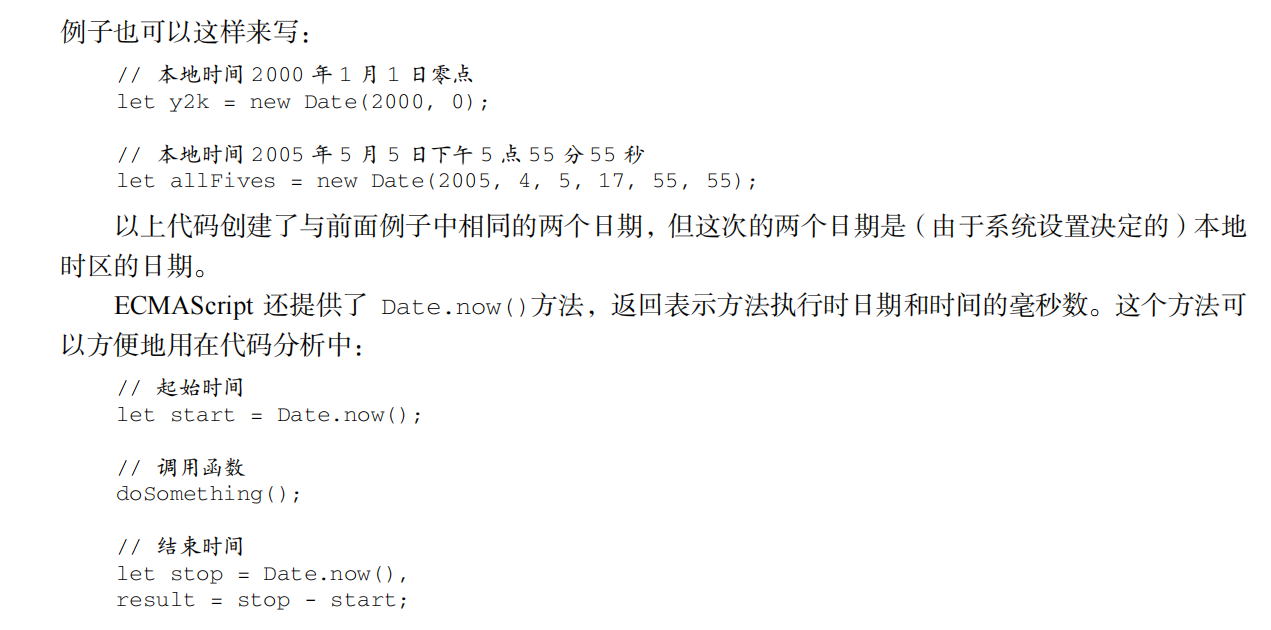 例子也可以这样来写：
// 本地时间 2000 年 1 月 1 日零点
let y2k = new Date(2000, 0);
// 本地时间 2005 年 5 月 5 日下午 5 点 55 分 55 秒
let allFives = new Date(2005, 4, 5, 17, 55, 55);
以上代码创建了与前面例子中相同的两个日期，但这次的两个日期是（由于系统设置决定的）本地
时区的日期。
ECMAScript 还提供了 Date.now()方法，返回表示方法执行时日期和时间的毫秒数。这个方法可
以方便地用在代码分析中：
// 起始时间
let start = Date.now();
// 调用函数
doSomething();
// 结束时间
let stop = Date.now(),
result = stop - start;